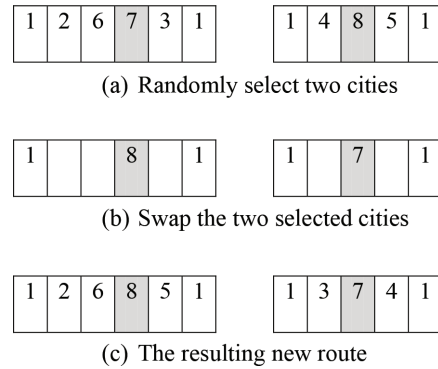 1 2 6 7 3 1 1 4 8 5 1
(a) Randomly select two cities
1 8 1 1 7 1
(b) Swap the two selected cities
1 2 6 8 5 1 1 3 7 4 1
(c) The resulting new route